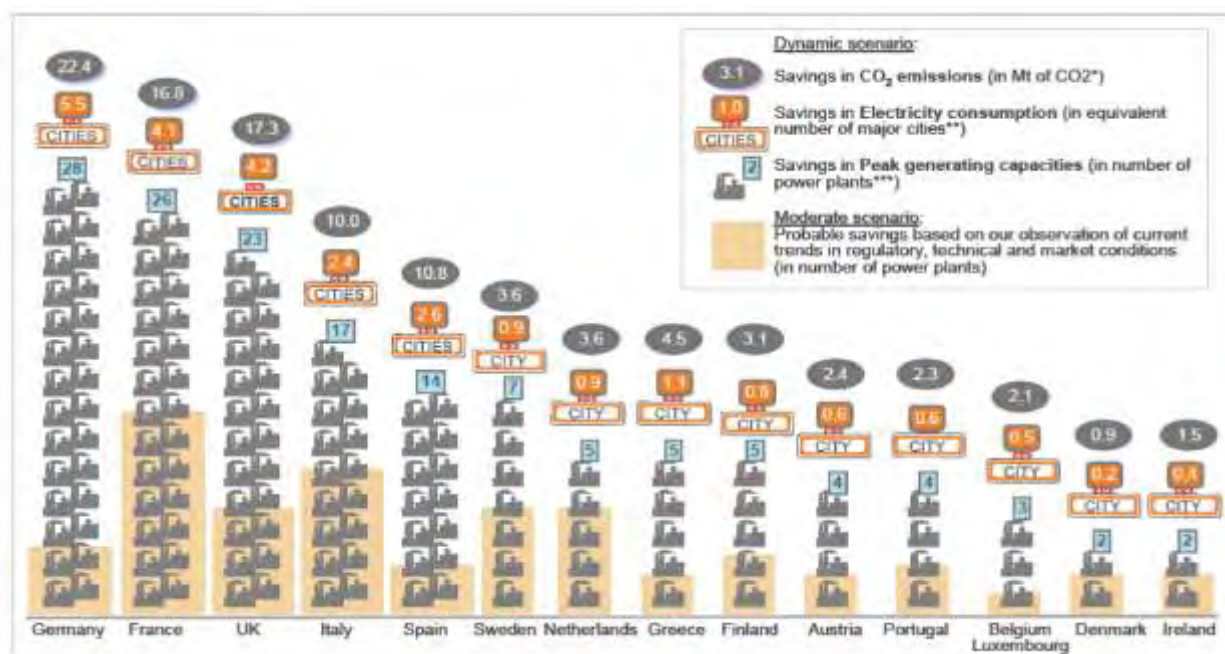 Dynamic scenario:
3.1 Savings in CO₂ emissions (in Mt of CO2*)
1.0 CITIES Savings in Electricity consumption (in equivalent
number of major cities**)
2 Savings in Peak generating capacities (in number of
power plants***)
Moderate scenario:
Probable savings based on our observation of current
trends in regulatory, technical and market conditions
(in number of power plants)
22.4
5.5
CITIES
28
16.8
4.1
CITIES
26
17.3
4.2
CITIES
23
10.0
2.4
CITIES
17
10.8
2.6
CITIES
14
3.6
0.9
CITY
7
3.6
0.9
CITY
5
4.5
1.1
CITY
5
3.1
CITY
5
2.4
0.6
CITY
4
2.3
0.6
CITY
4
2.1
0.5
CITY
3
0.9
0.2
CITY
2
1.5
0.4
CITY
2
Germany France UK Italy Spain Sweden Netherlands Greece Finland Austria Portugal Belgium Denmark Ireland
Luxembourg